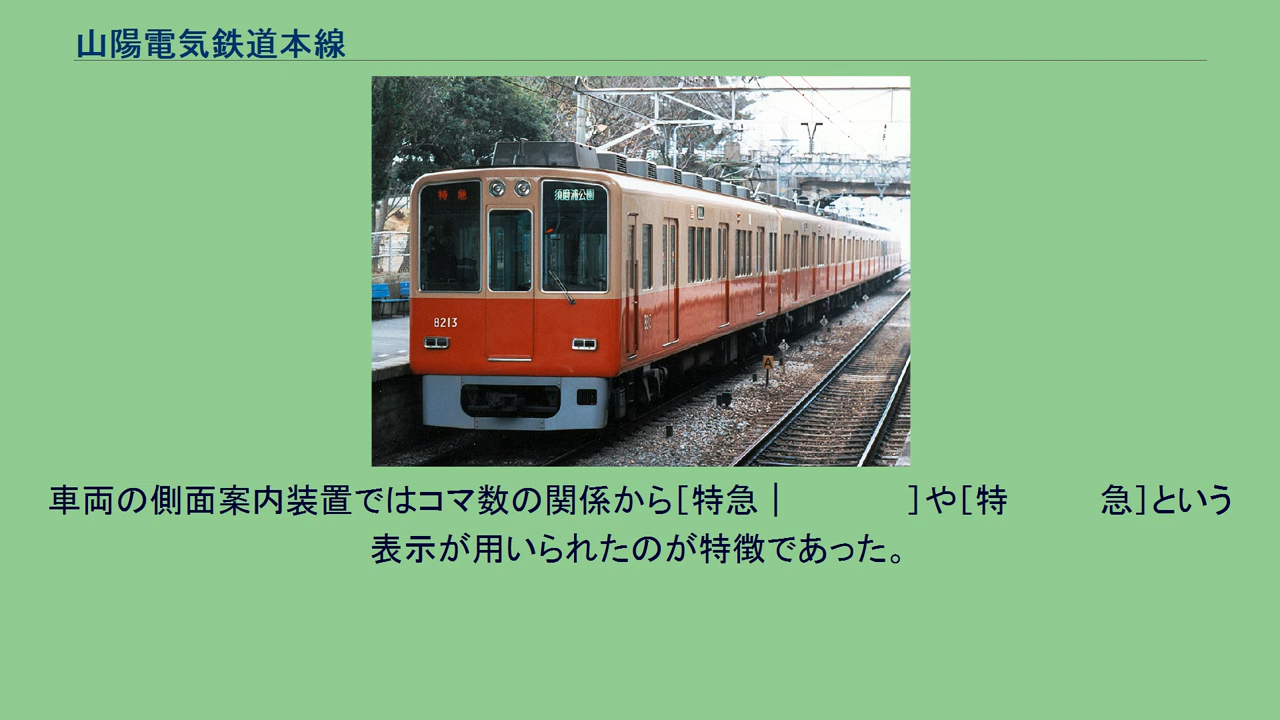 山陽電気鉄道本線
特急
須磨浦公園
8213
A
車両の側面案内装置ではコマ数の関係から[特急│　　　　]や[特　　　急]という
表示が用いられたのが特徴であった。